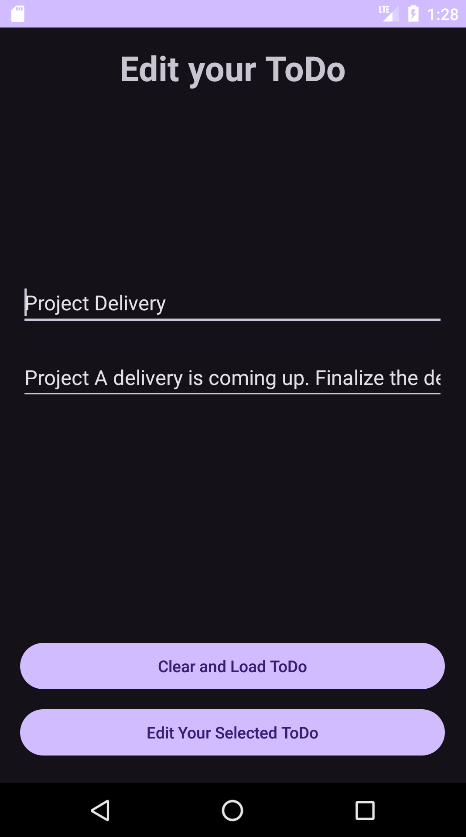 LTE 1:28
Edit your ToDo
Project Delivery
Project A delivery is coming up. Finalize the de
Clear and Load ToDo
Edit Your Selected ToDo